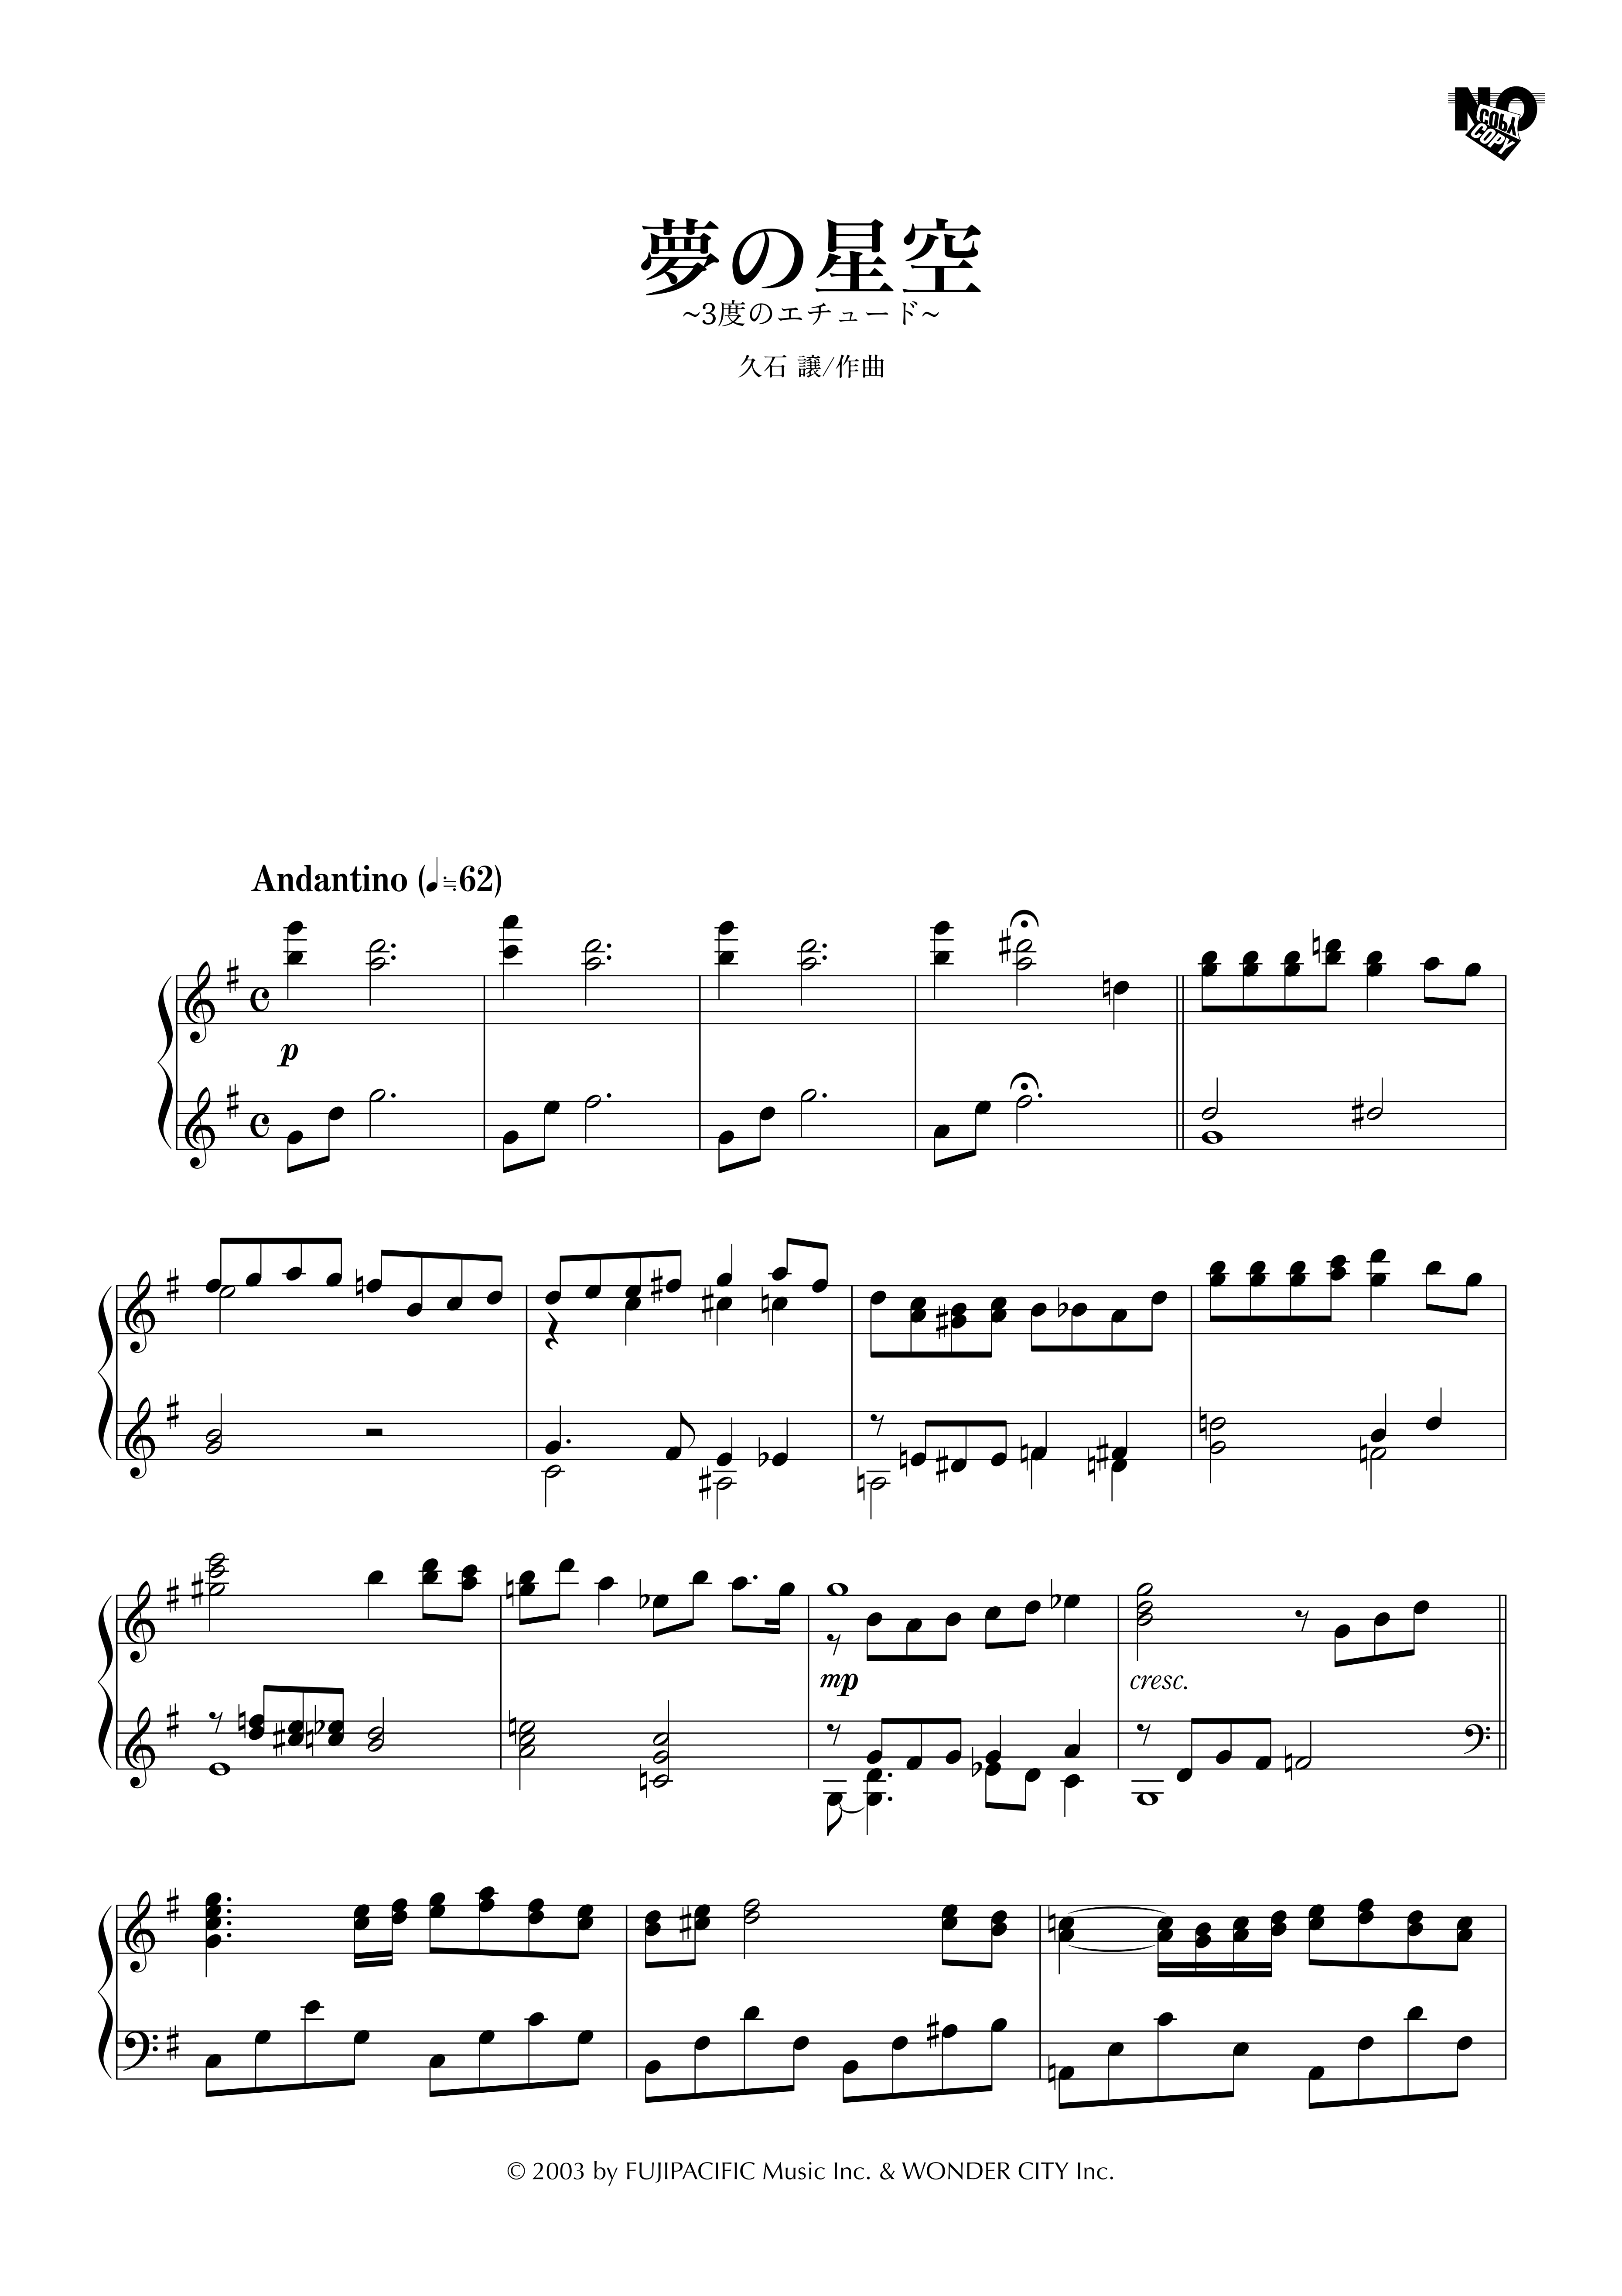 NO
COPY
COPY
夢の星空
~3度のエチュード~
久石 譲/作曲
Andantino (♩≒62)
p
mp
cresc.
© 2003 by FUJIPACIFIC Music Inc. & WONDER CITY Inc.